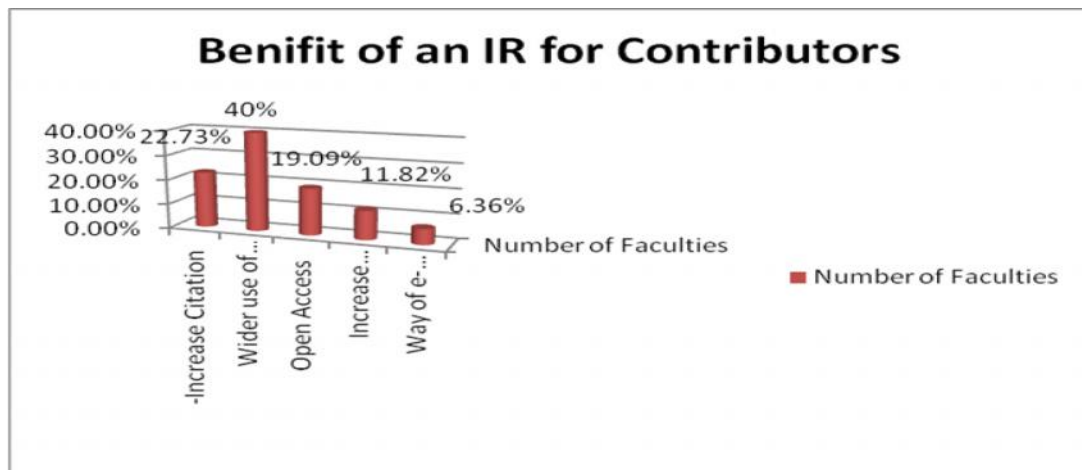 Benifit of an IR for Contributors
40%
40.00%
22.73%
30.00%
19.09%
11.82%
20.00%
6.36%
10.00%
0.00%
Number of Faculties
-Increase Citation
Wider use of...
Open Access
Increase...
Way of e-...
Number of Faculties